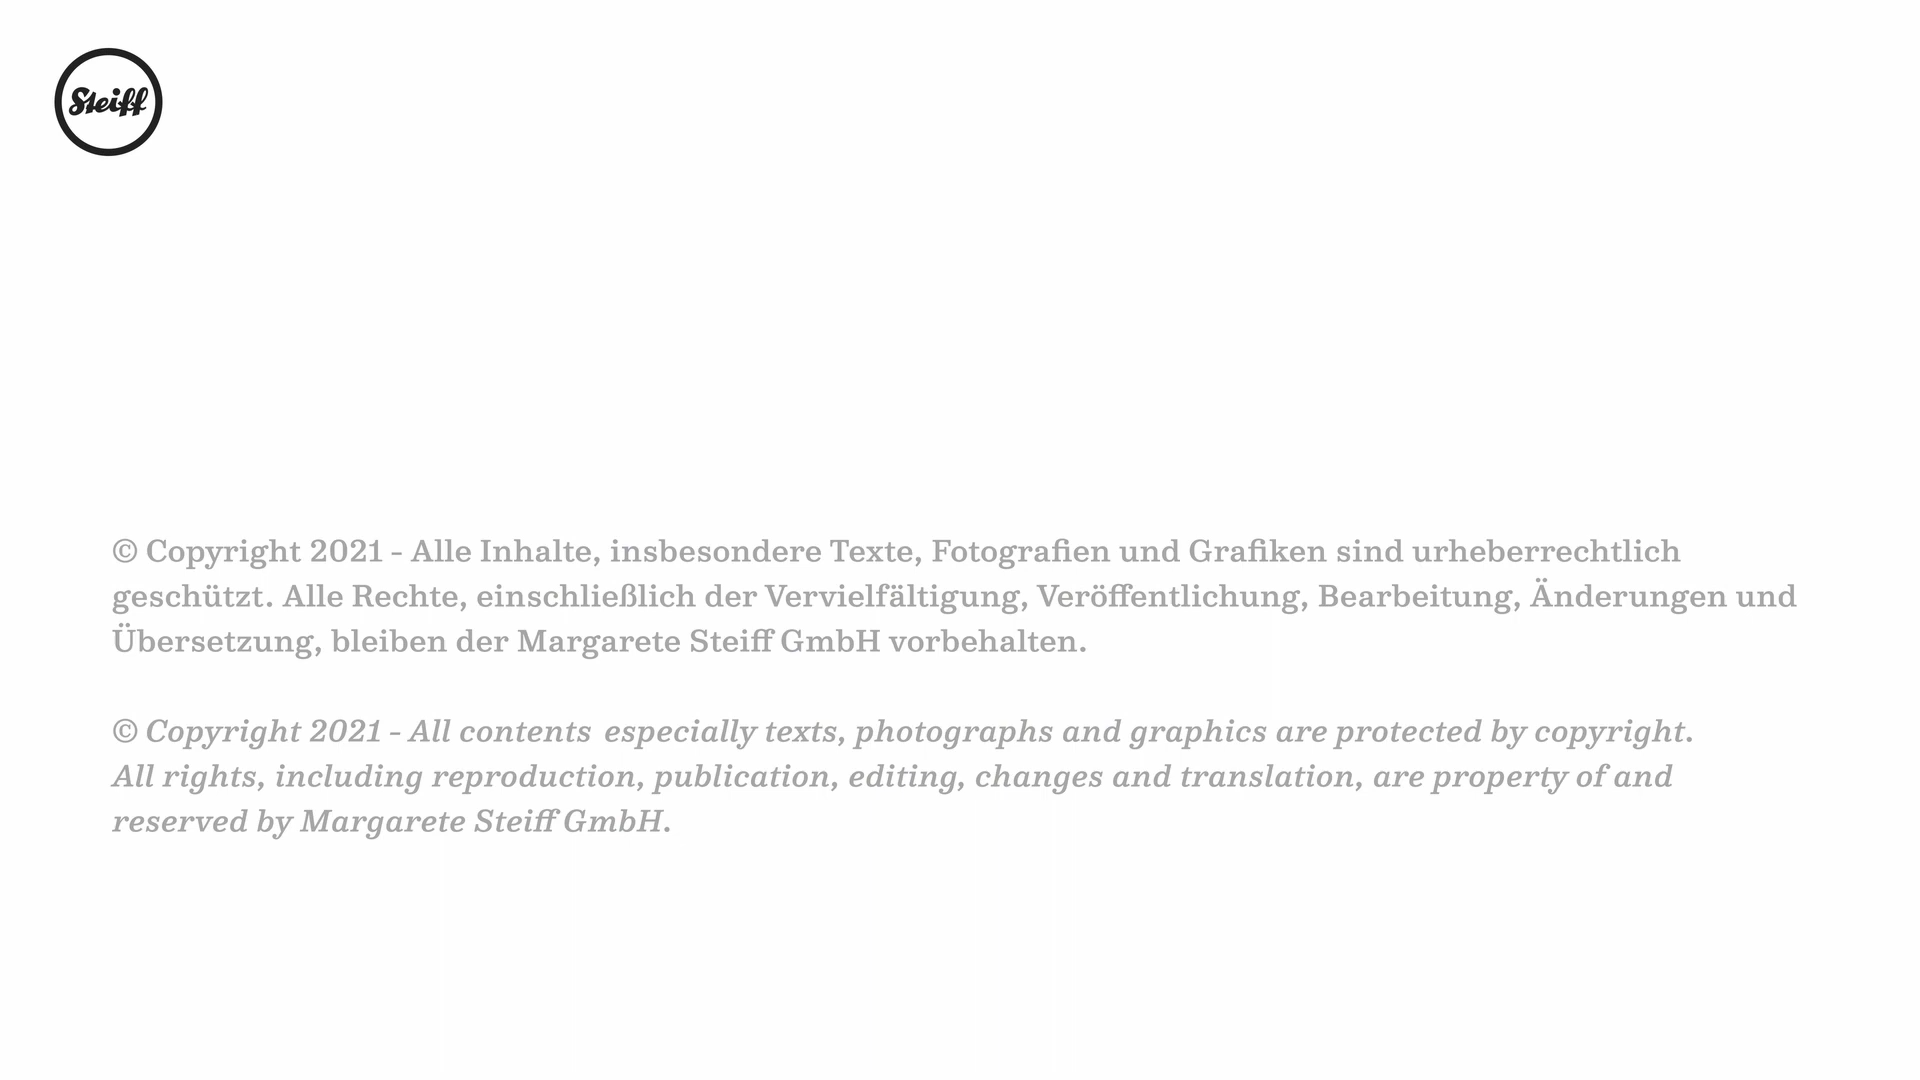 Steiff
© Copyright 2021 - Alle Inhalte, insbesondere Texte, Fotografien und Grafiken sind urheberrechtlich
geschützt. Alle Rechte, einschließlich der Vervielfältigung, Veröffentlichung, Bearbeitung, Änderungen und
Übersetzung, bleiben der Margarete Steiff GmbH vorbehalten.
© Copyright 2021 - All contents especially texts, photographs and graphics are protected by copyright.
All rights, including reproduction, publication, editing, changes and translation, are property of and
reserved by Margarete Steiff GmbH.